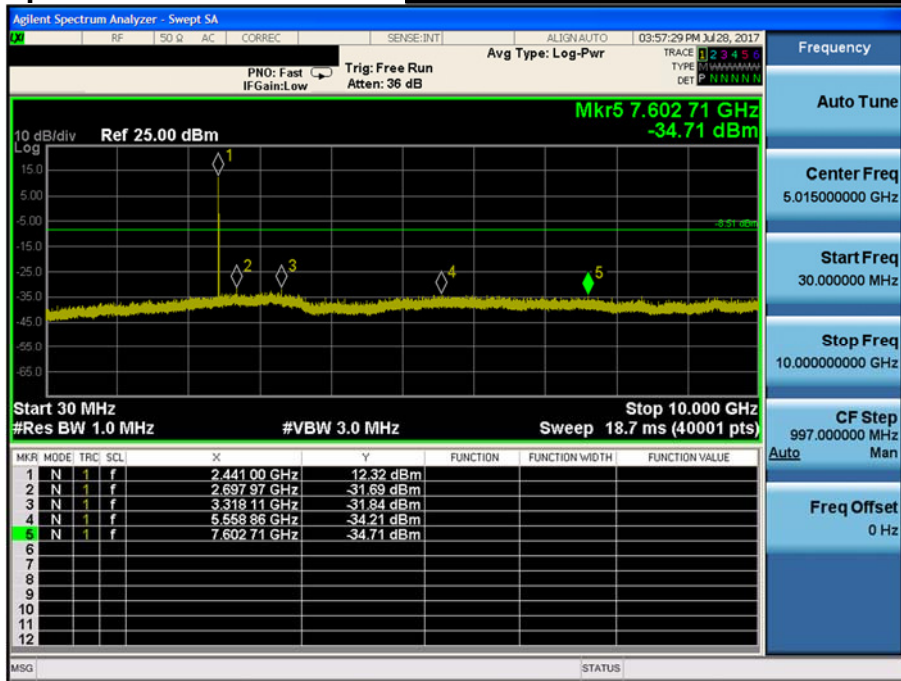 Agilent Spectrum Analyzer - Swept SA
LXI RF 50 Ω AC CORREC SENSE:INT ALIGNAUTO 03:57:29 PM Jul 28, 2017
Avg Type: Log-Pwr
TRACE 1 2 3 4 5 6
TYPE M WWWWW
DET P N N N N N
PNO: Fast
IFGain:Low
Trig: Free Run
Atten: 36 dB
Mkr5 7.602 71 GHz
-34.71 dBm
10 dB/div Ref 25.00 dBm
Log
15.0
5.00
-5.00
-15.0
-25.0
-35.0
-45.0
-55.0
-65.0
1
2
3
4
5
-8.51 dBm
Start 30 MHz Stop 10.000 GHz
#Res BW 1.0 MHz #VBW 3.0 MHz Sweep 18.7 ms (40001 pts)
MKR MODE TRC SCL X Y FUNCTION FUNCTION WIDTH FUNCTION VALUE
1 N 1 f 2.441 00 GHz 12.32 dBm
2 N 1 f 2.697 97 GHz -31.69 dBm
3 N 1 f 3.318 11 GHz -31.84 dBm
4 N 1 f 5.558 86 GHz -34.21 dBm
5 N 1 f 7.602 71 GHz -34.71 dBm
6
7
8
9
10
11
12
MSG STATUS
Frequency
Auto Tune
Center Freq
5.015000000 GHz
Start Freq
30.000000 MHz
Stop Freq
10.000000000 GHz
CF Step
997.000000 MHz
Auto Man
Freq Offset
0 Hz